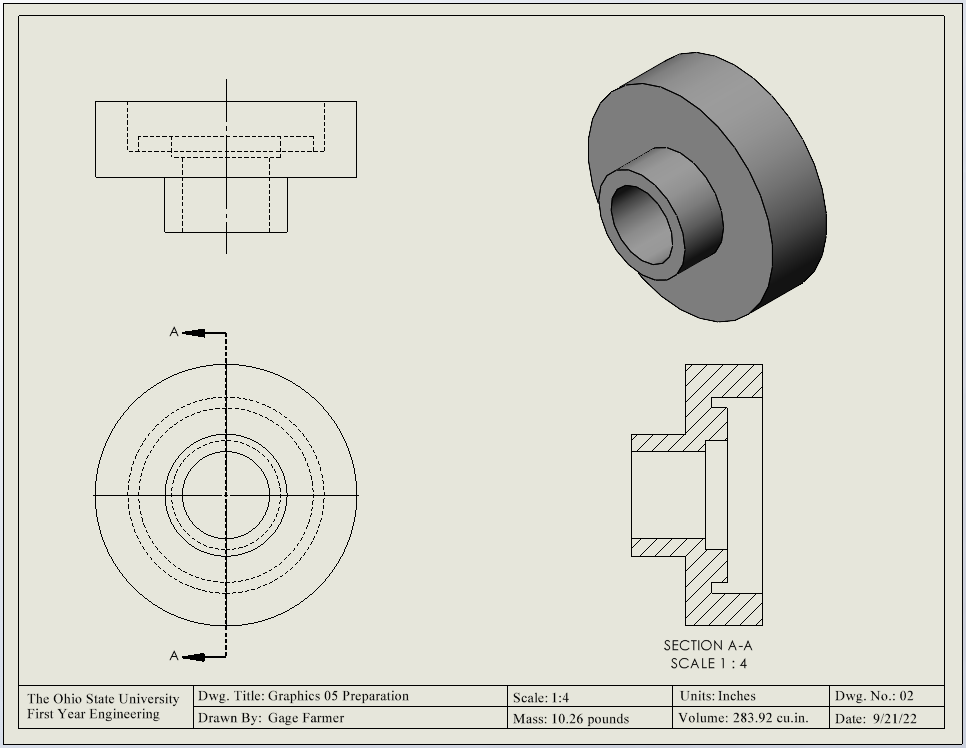 A
A
SECTION A-A
SCALE 1 : 4
The Ohio State University
First Year Engineering
Dwg. Title: Graphics 05 Preparation
Scale: 1:4
Units: Inches
Dwg. No.: 02
Drawn By: Gage Farmer
Mass: 10.26 pounds
Volume: 283.92 cu.in.
Date: 9/21/22